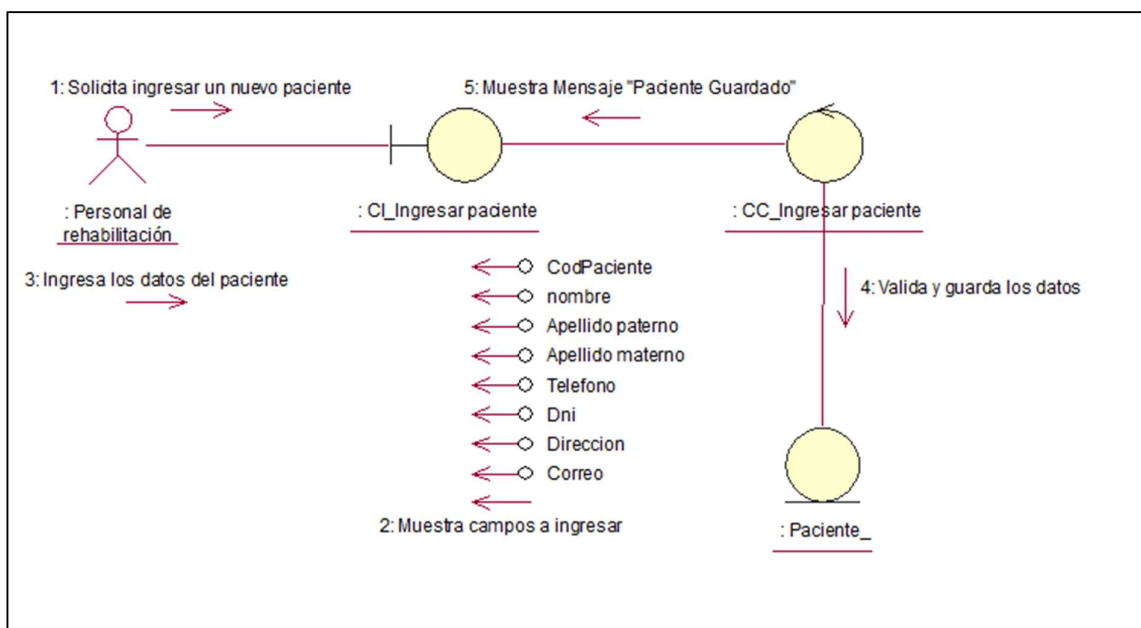 1: Solicita ingresar un nuevo paciente
5: Muestra Mensaje "Paciente Guardado"
: Personal de
rehabilitación
: CI_Ingresar paciente
: CC_Ingresar paciente
3: Ingresa los datos del paciente
CodPaciente
nombre
Apellido paterno
Apellido materno
Telefono
Dni
Direccion
Correo
4: Valida y guarda los datos
2: Muestra campos a ingresar
: Paciente_